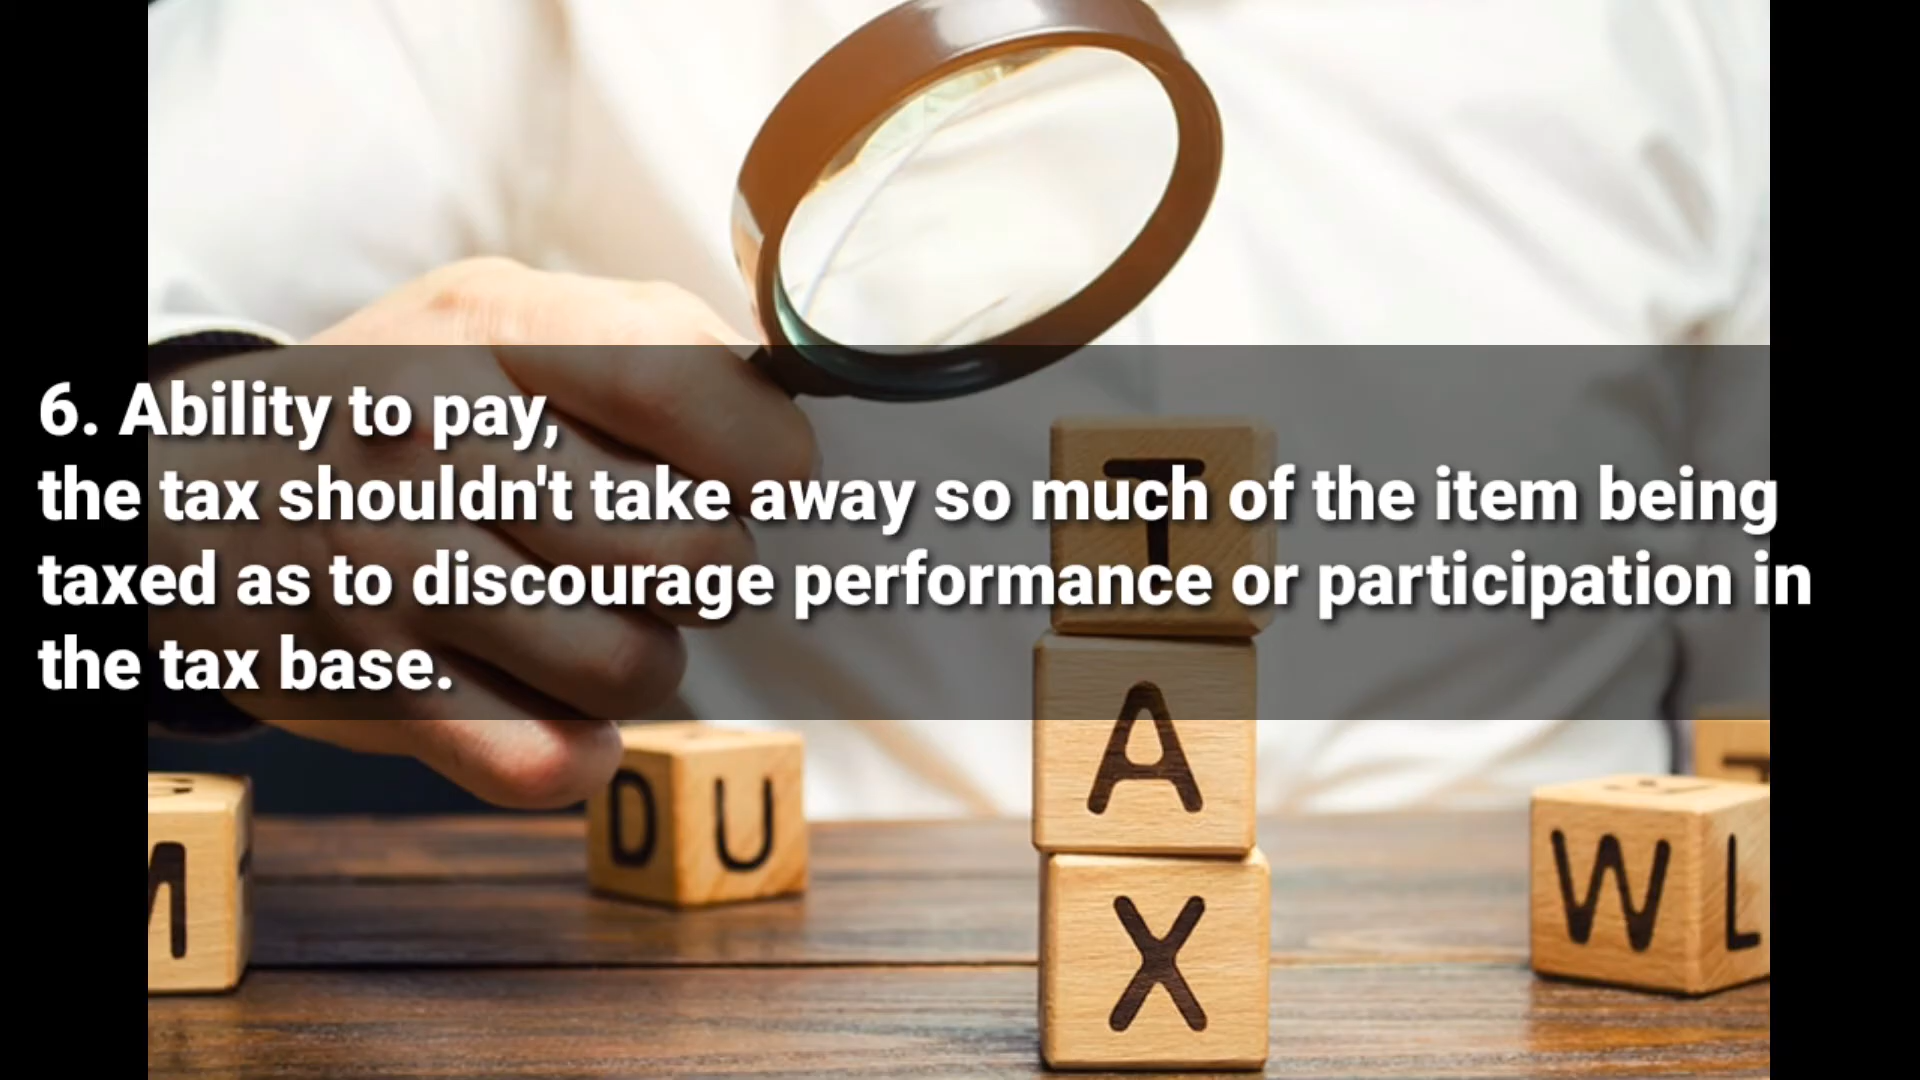 6. Ability to pay,
the tax shouldn't take away so much of the item being
taxed as to discourage performance or participation in
the tax base.
T
A
X
D U
W L